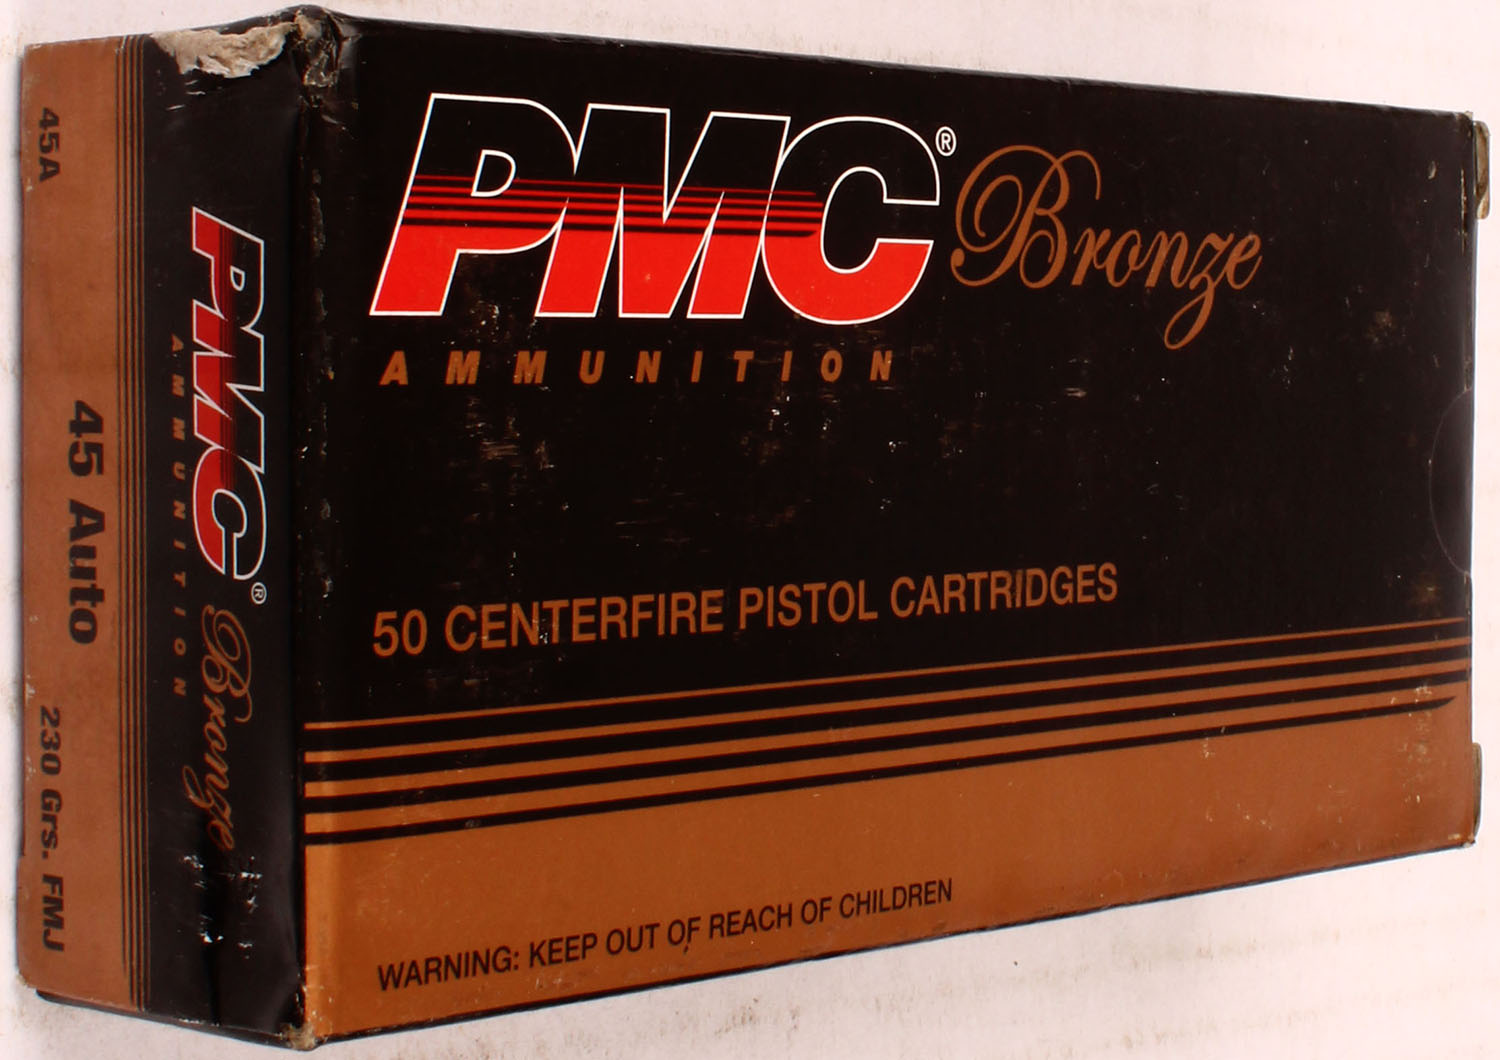 PMC® Bronze
AMMUNITION
50 CENTERFIRE PISTOL CARTRIDGES
WARNING: KEEP OUT OF REACH OF CHILDREN
PMC® Bronze
AMMUNITION
45A
45 Auto
230 Grs. FMJ